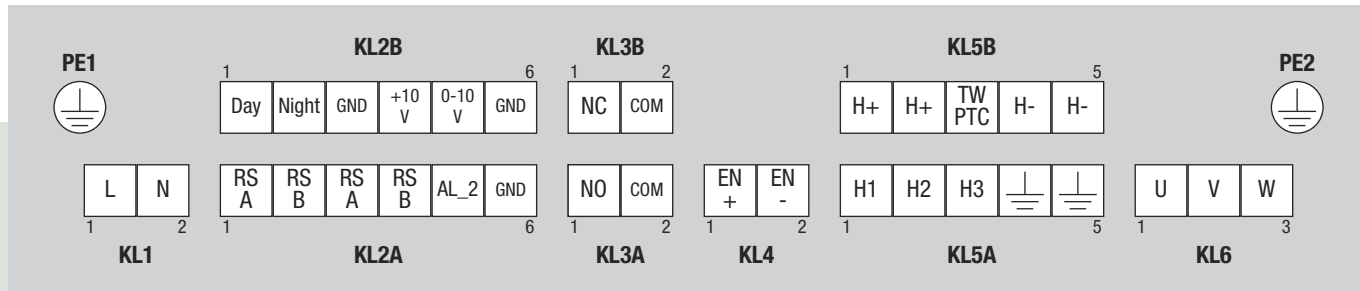 KL2B
KL3B
KL5B
PE1
PE2
1 6
1 2
1 5
Day Night GND +10 V 0-10 V GND
NC COM
H+ H+ TW PTC H- H-
L N
RS A RS B RS A RS B AL_2 GND
NO COM
EN + EN -
H1 H2 H3
U V W
1 2
1 6
1 2
1 2
1 5
1 3
KL1
KL2A
KL3A
KL4
KL5A
KL6